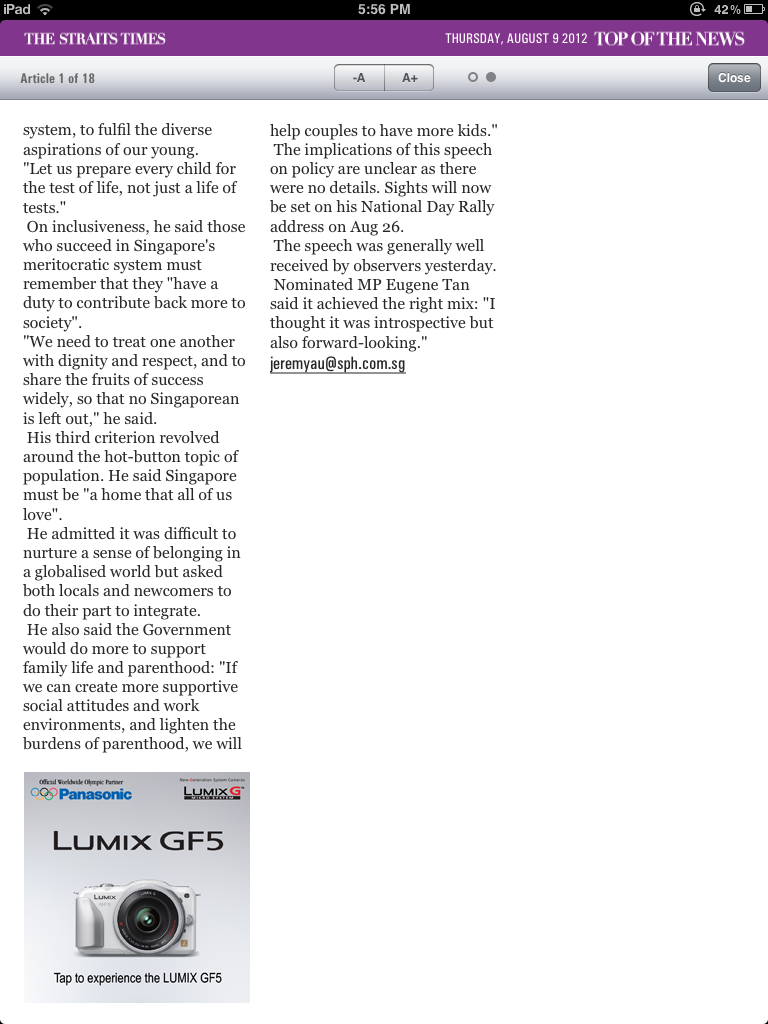 iPad
5:56 PM
42%
THE STRAITS TIMES
THURSDAY, AUGUST 9 2012 TOP OF THE NEWS
Article 1 of 18
-A
A+
Close
system, to fulfil the diverse
aspirations of our young.
"Let us prepare every child for
the test of life, not just a life of
tests."
On inclusiveness, he said those
who succeed in Singapore's
meritocratic system must
remember that they "have a
duty to contribute back more to
society".
"We need to treat one another
with dignity and respect, and to
share the fruits of success
widely, so that no Singaporean
is left out," he said.
His third criterion revolved
around the hot-button topic of
population. He said Singapore
must be "a home that all of us
love".
He admitted it was difficult to
nurture a sense of belonging in
a globalised world but asked
both locals and newcomers to
do their part to integrate.
He also said the Government
would do more to support
family life and parenthood: "If
we can create more supportive
social attitudes and work
environments, and lighten the
burdens of parenthood, we will
help couples to have more kids."
The implications of this speech
on policy are unclear as there
were no details. Sights will now
be set on his National Day Rally
address on Aug 26.
The speech was generally well
received by observers yesterday.
Nominated MP Eugene Tan
said it achieved the right mix: "I
thought it was introspective but
also forward-looking."
jeremyau@sph.com.sg
Official Worldwide Olympic Partner
Panasonic
New-Generation System Cameras
LUMIX G
MICRO SYSTEM
LUMIX GF5
LUMIX
GF5
Tap to experience the LUMIX GF5